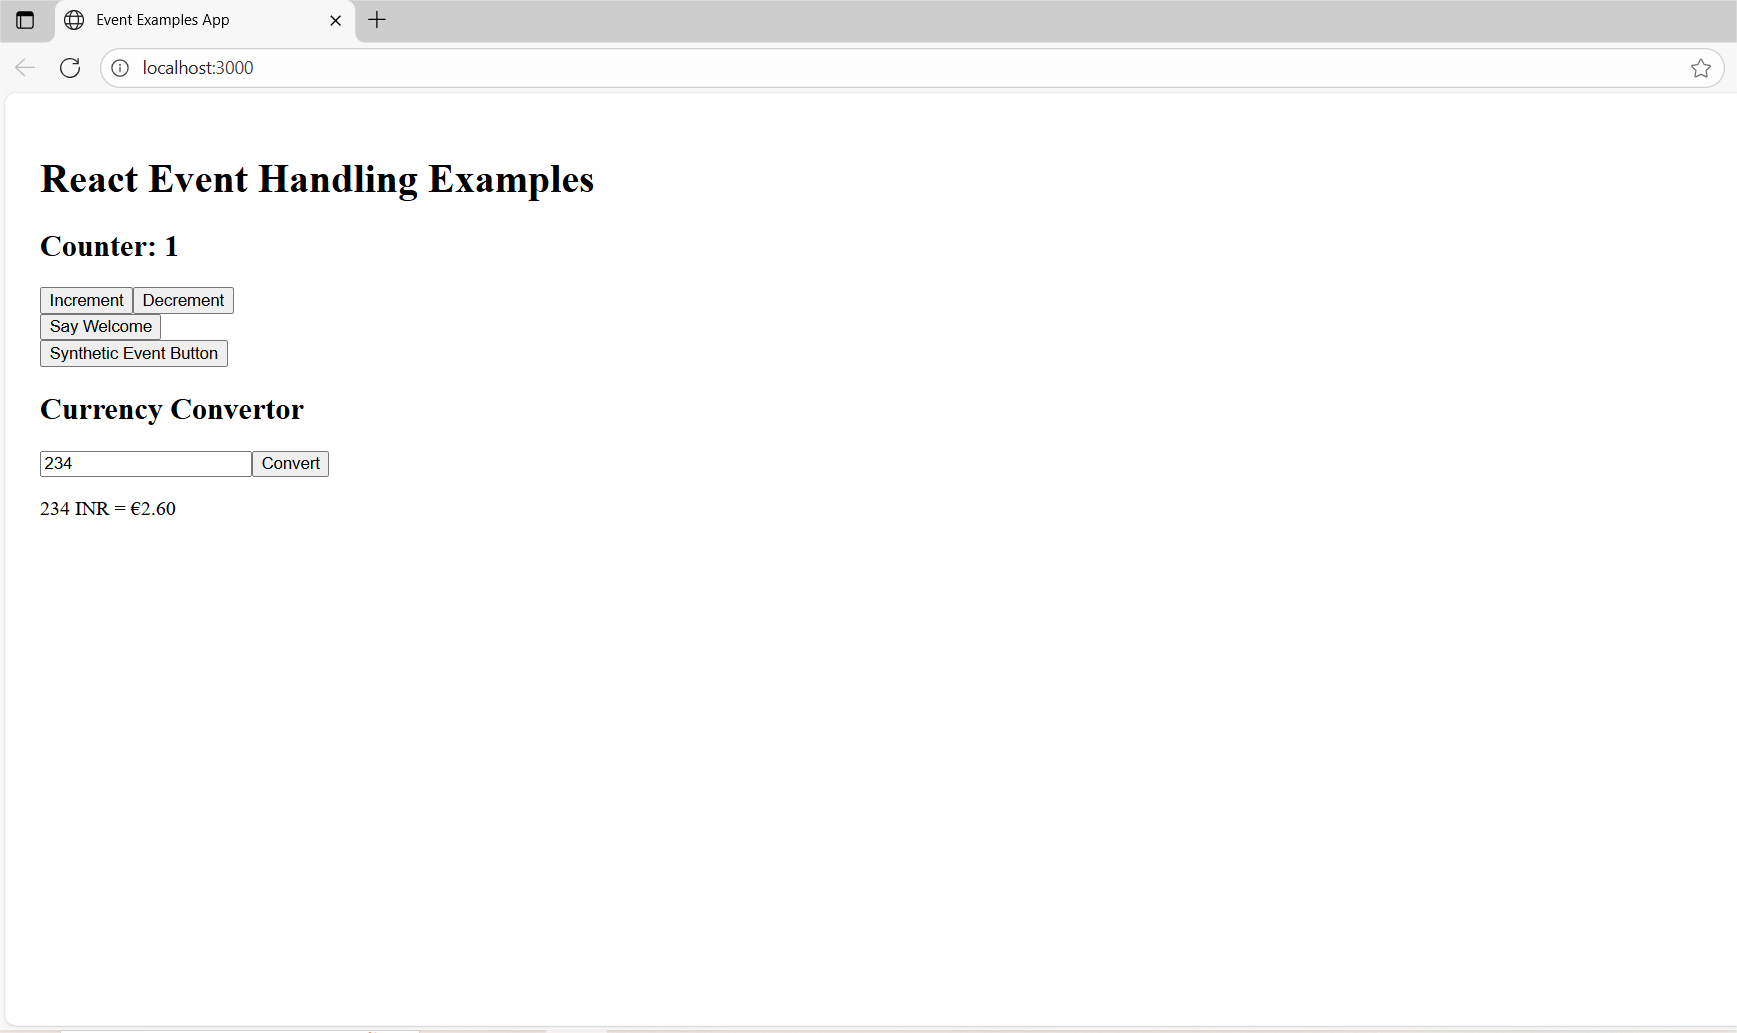 Event Examples App
localhost:3000
React Event Handling Examples
Counter: 1
Increment Decrement
Say Welcome
Synthetic Event Button
Currency Convertor
234 Convert
234 INR = €2.60